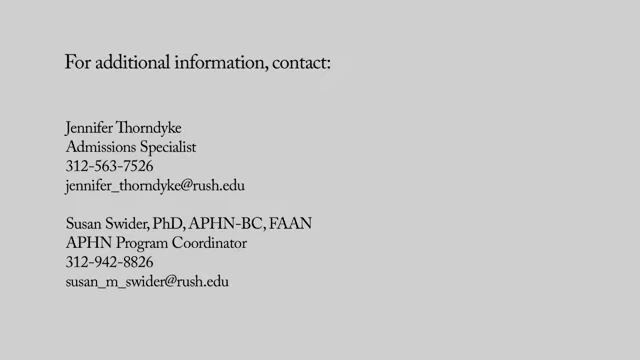 For additional information, contact:
Jennifer Thorndyke
Admissions Specialist
312-563-7526
jennifer_thorndyke@rush.edu
Susan Swider, PhD, APHN-BC, FAAN
APHN Program Coordinator
312-942-8826
susan_m_swider@rush.edu